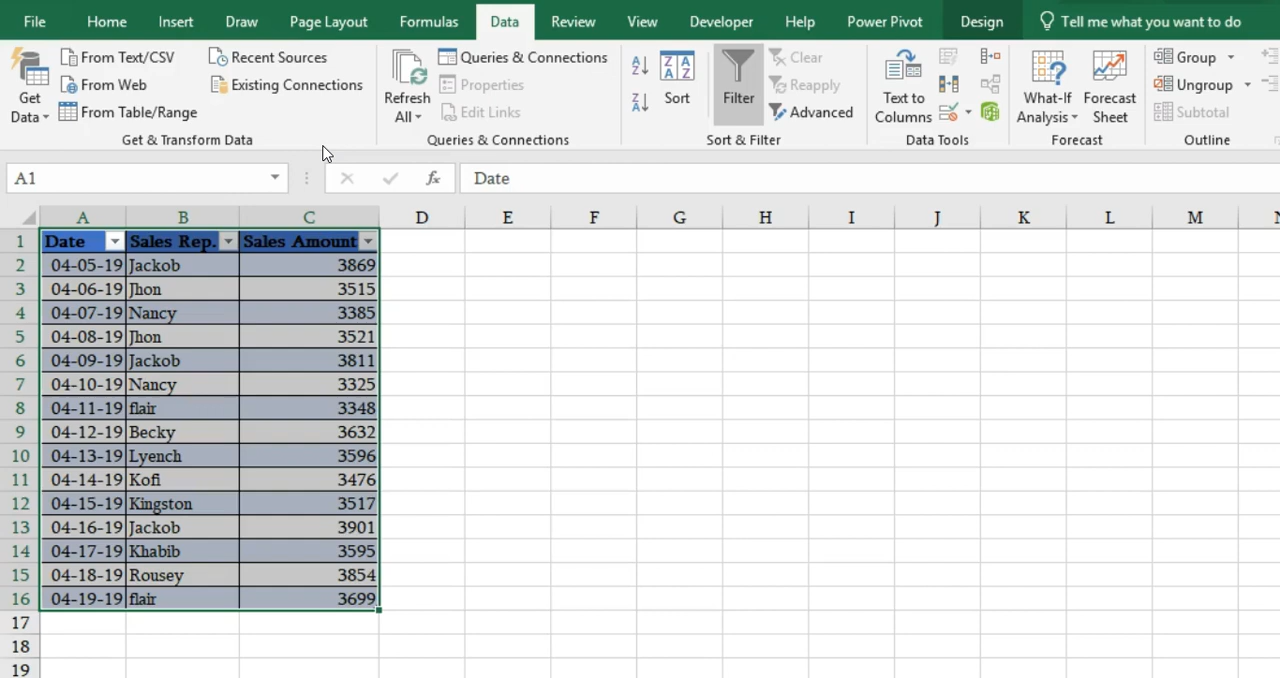 File Home Insert Draw Page Layout Formulas Data Review View Developer Help Power Pivot Design Tell me what you want to do
From Text/CSV Recent Sources Queries & Connections Clear Group
Get Data From Web Existing Connections Refresh All Properties Sort Filter Reapply Text to Columns What-If Analysis Forecast Sheet Ungroup
From Table/Range Edit Links Advanced Subtotal
Get & Transform Data Queries & Connections Sort & Filter Data Tools Forecast Outline
A1 fx Date
A B C D E F G H I J K L M N
1 Date Sales Rep. Sales Amount
2 04-05-19 Jackob 3869
3 04-06-19 Jhon 3515
4 04-07-19 Nancy 3385
5 04-08-19 Jhon 3521
6 04-09-19 Jackob 3811
7 04-10-19 Nancy 3325
8 04-11-19 flair 3348
9 04-12-19 Becky 3632
10 04-13-19 Lyench 3596
11 04-14-19 Kofi 3476
12 04-15-19 Kingston 3517
13 04-16-19 Jackob 3901
14 04-17-19 Khabib 3595
15 04-18-19 Rousey 3854
16 04-19-19 flair 3699
17
18
19